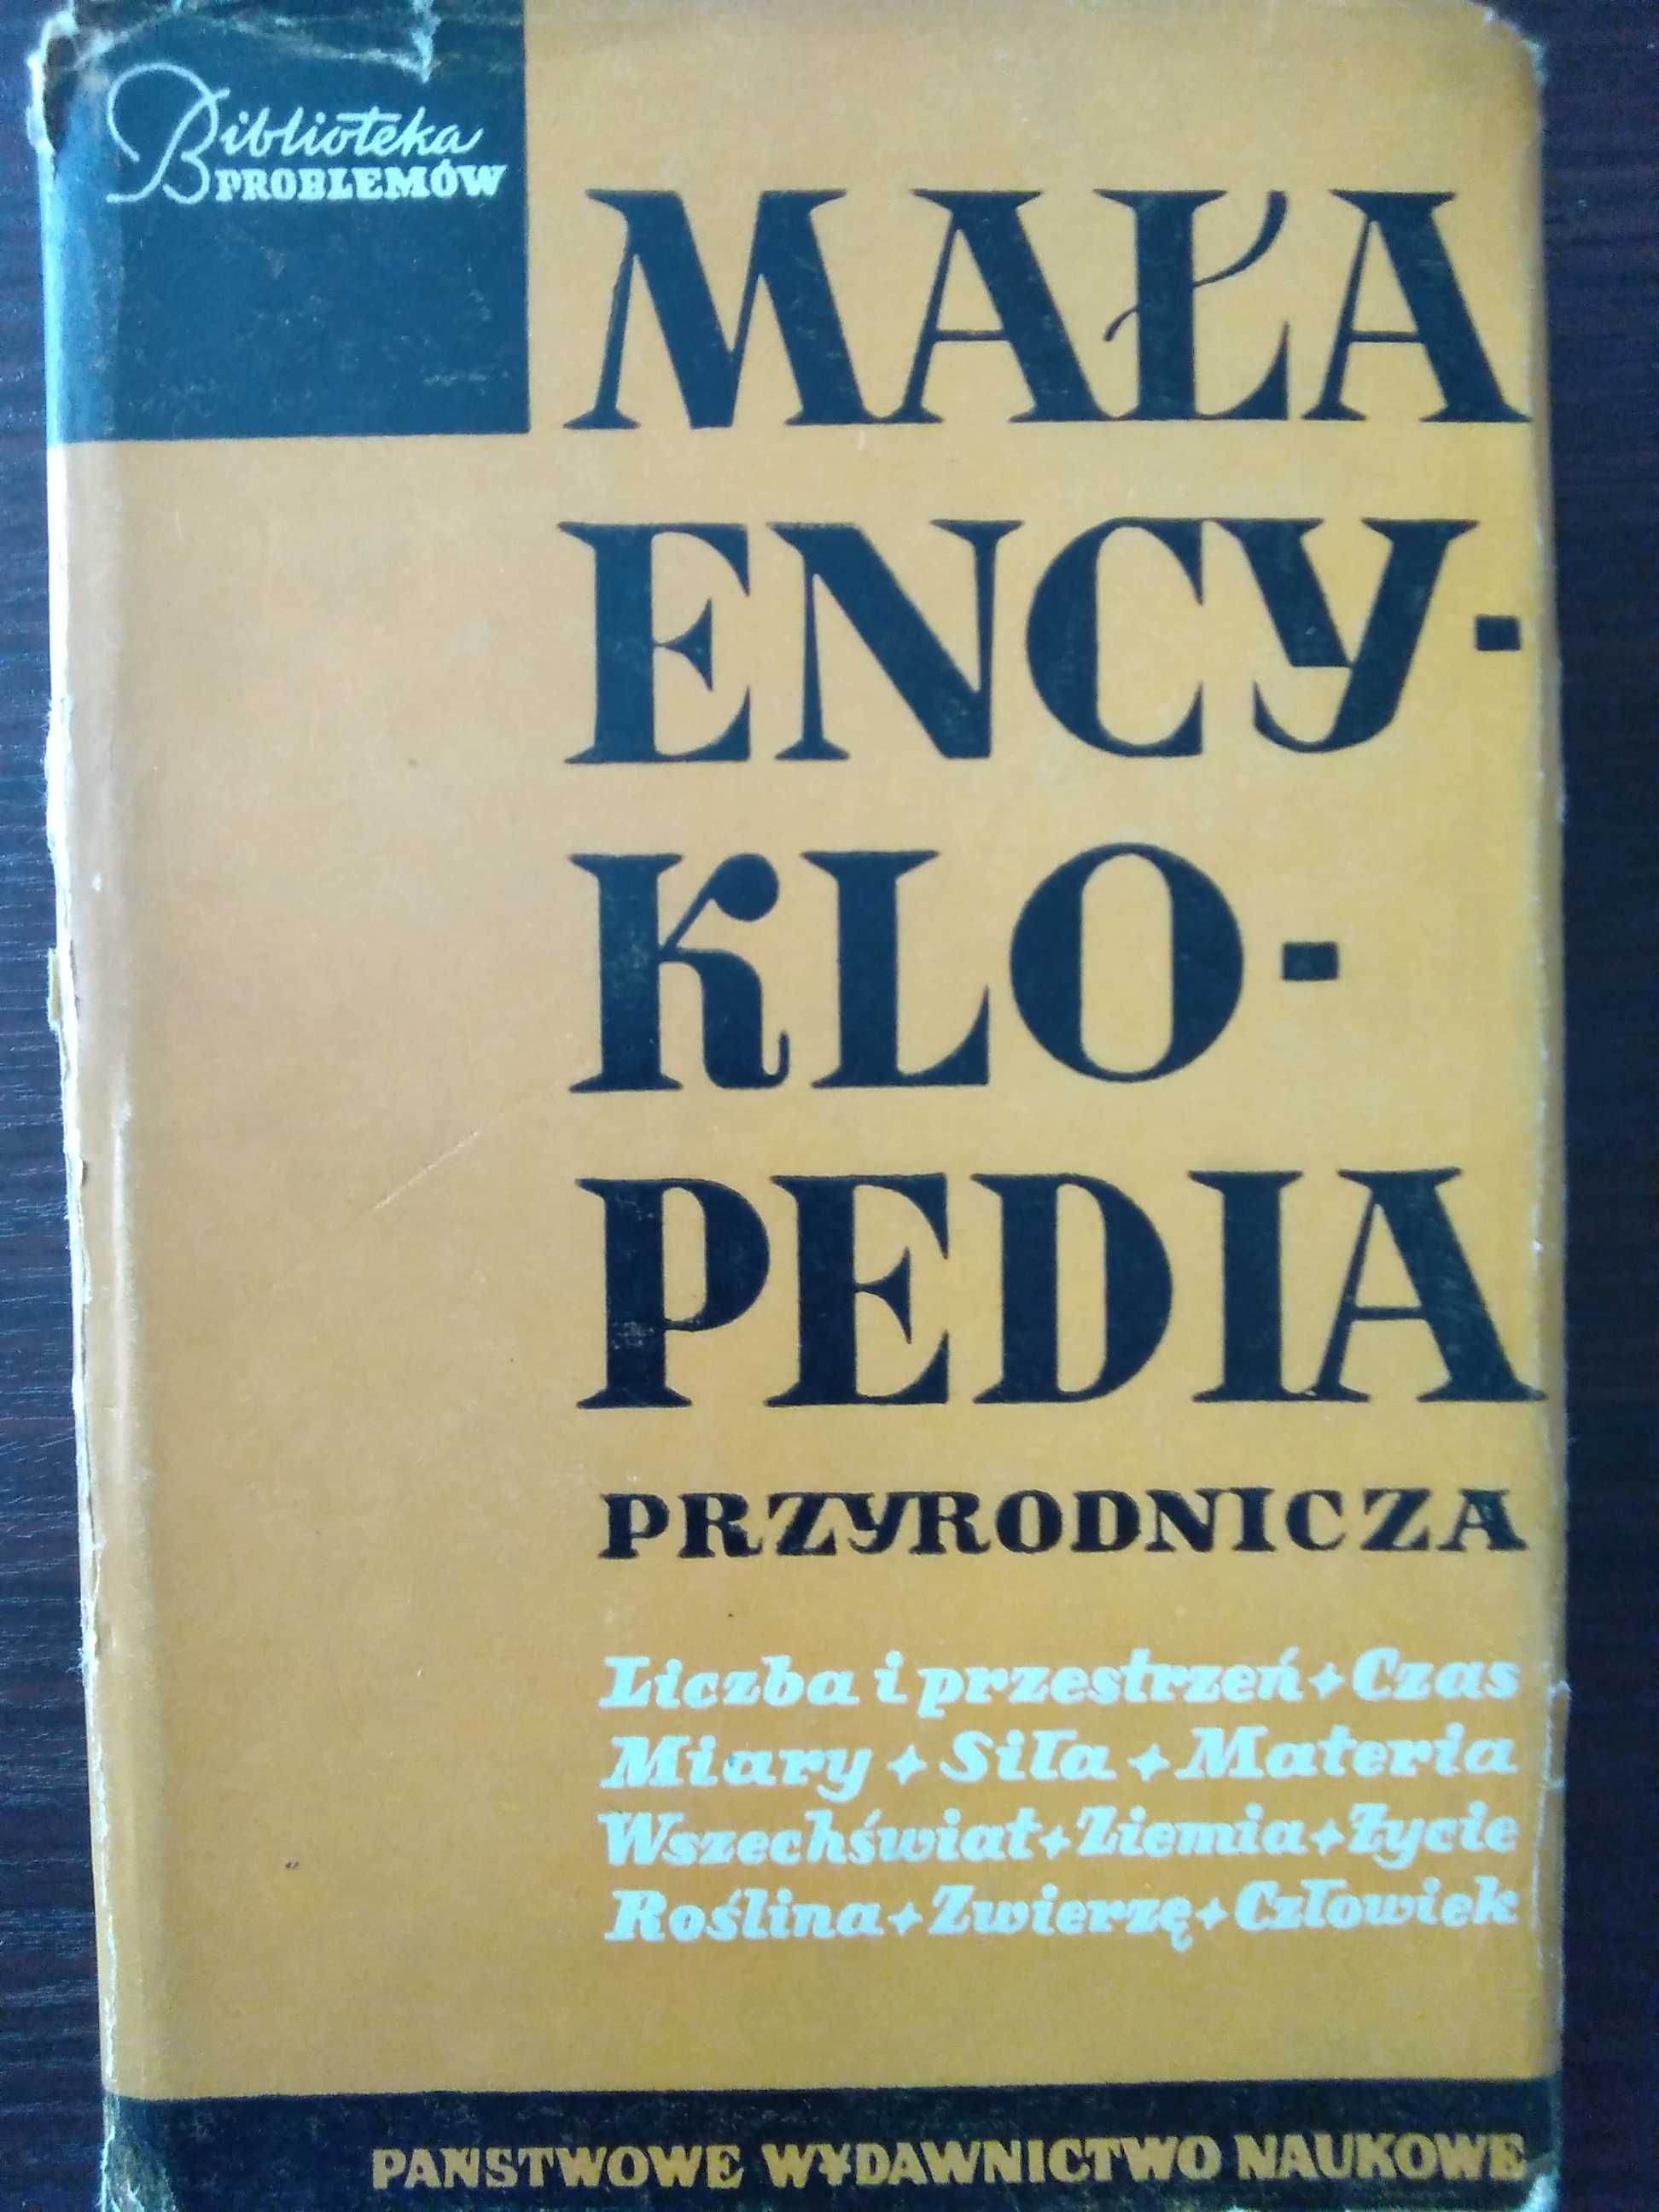 Biblioteka
PROBLEMÓW
MAŁA
ENCY-
KLO-
PEDIA
PRZYRODNICZA
Liczba i przestrzeń + Czas
Miary + Siła + Materia
Wszechświat + Ziemia + Życie
Roślina + Zwierzę + Człowiek
PAŃSTWOWE WYDAWNICTWO NAUKOWE